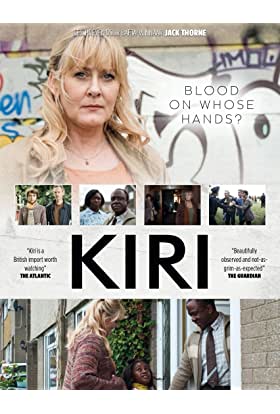 JACK THORNE
BLOOD
ON WHOSE
HANDS?
KIRI
"Kiri is a
British import worth
watching"
THE ATLANTIC
"Beautifully
observed and not-as-
grim-as-expected"
THE GUARDIAN